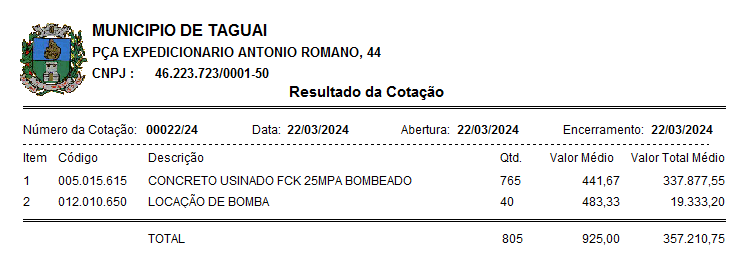 MUNICIPIO DE TAGUAI
PÇA EXPEDICIONARIO ANTONIO ROMANO, 44
CNPJ : 46.223.723/0001-50
Resultado da Cotação
Número da Cotação: 00022/24 Data: 22/03/2024 Abertura: 22/03/2024 Encerramento: 22/03/2024
Item Código Descrição Qtd. Valor Médio Valor Total Médio
1 005.015.615 CONCRETO USINADO FCK 25MPA BOMBEADO 765 441,67 337.877,55
2 012.010.650 LOCAÇÃO DE BOMBA 40 483,33 19.333,20
TOTAL 805 925,00 357.210,75